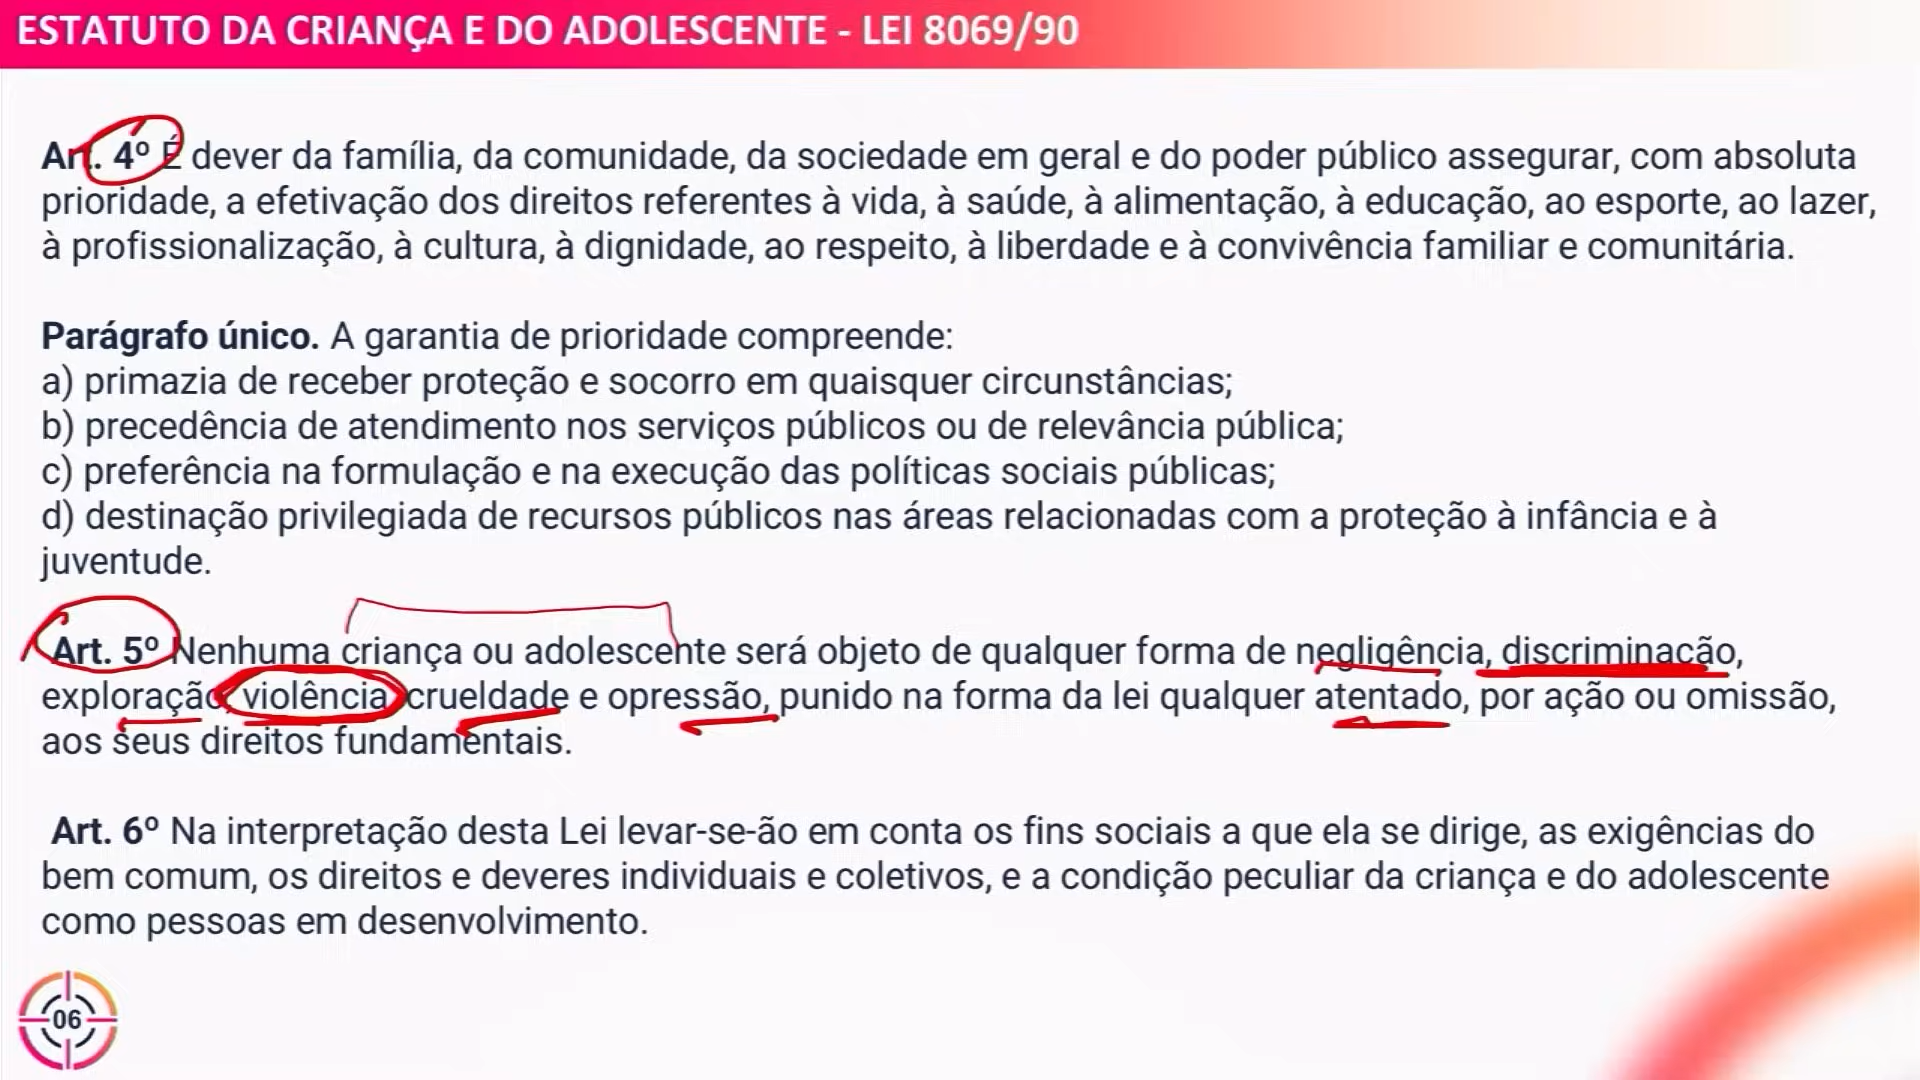 ESTATUTO DA CRIANÇA E DO ADOLESCENTE - LEI 8069/90
Art. 4º É dever da família, da comunidade, da sociedade em geral e do poder público assegurar, com absoluta
prioridade, a efetivação dos direitos referentes à vida, à saúde, à alimentação, à educação, ao esporte, ao lazer,
à profissionalização, à cultura, à dignidade, ao respeito, à liberdade e à convivência familiar e comunitária.
Parágrafo único. A garantia de prioridade compreende:
a) primazia de receber proteção e socorro em quaisquer circunstâncias;
b) precedência de atendimento nos serviços públicos ou de relevância pública;
c) preferência na formulação e na execução das políticas sociais públicas;
d) destinação privilegiada de recursos públicos nas áreas relacionadas com a proteção à infância e à
juventude.
Art. 5º Nenhuma criança ou adolescente será objeto de qualquer forma de negligência, discriminação,
exploração, violência, crueldade e opressão, punido na forma da lei qualquer atentado, por ação ou omissão,
aos seus direitos fundamentais.
Art. 6º Na interpretação desta Lei levar-se-ão em conta os fins sociais a que ela se dirige, as exigências do
bem comum, os direitos e deveres individuais e coletivos, e a condição peculiar da criança e do adolescente
como pessoas em desenvolvimento.
06